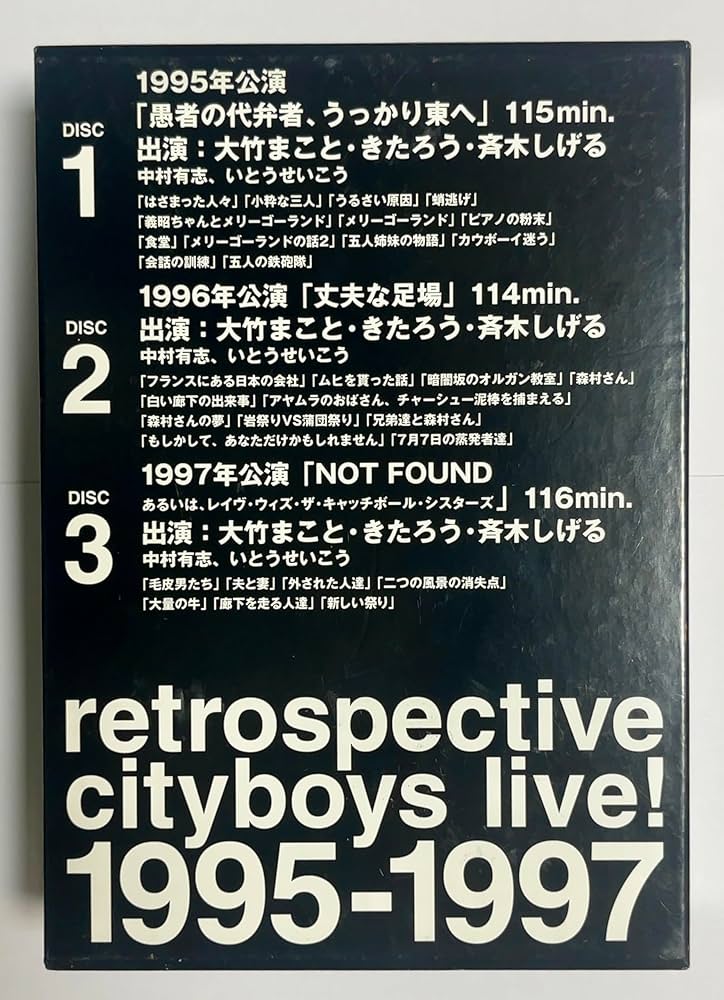 DISC
1
1995年公演
「愚者の代弁者、うっかり東へ」 115min.
出演：大竹まこと・きたろう・斉木しげる
中村有志、いとうせいこう
「はざまった人々」「小粋な三人」「うるさい原因」「蛸逃げ」
「義昭ちゃんとメリーゴーランド」「メリーゴーランド」「ピアノの粉末」
「食堂」「メリーゴーランドの話2」「五人姉妹の物語」「カウボーイ迷う」
「会話の訓練」「五人の鉄砲隊」
DISC
2
1996年公演「丈夫な足場」 114min.
出演：大竹まこと・きたろう・斉木しげる
中村有志、いとうせいこう
「フランスにある日本の会社」「ムヒを貰った話」「暗闇坂のオルガン教室」「森村さん」
「白い廊下の出来事」「アヤムラのおばさん、チャーシュー泥棒を捕まえる」
「森村さんの夢」「岩祭りVS蒲団祭り」「兄弟達と森村さん」
「もしかして、あなただけかもしれません」「7月7日の蒸発者達」
DISC
3
1997年公演「NOT FOUND
あるいは、レイヴ・ウィズ・ザ・キャッチボール・シスターズ」 116min.
出演：大竹まこと・きたろう・斉木しげる
中村有志、いとうせいこう
「毛皮男たち」「夫と妻」「外された人達」「二つの風景の消失点」
「大量の牛」「廊下を走る人達」「新しい祭り」
retrospective
cityboys live!
1995-1997